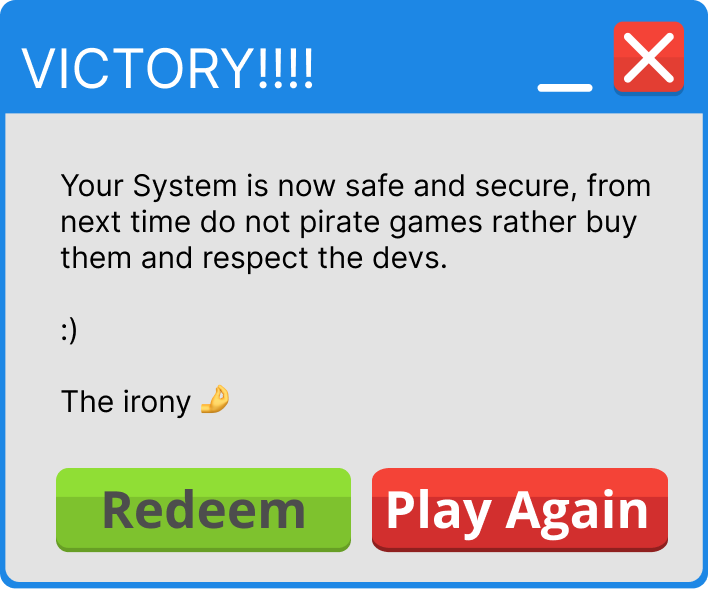 VICTORY!!!!
Your System is now safe and secure, from
next time do not pirate games rather buy
them and respect the devs.
:)
The irony 🤌
Redeem
Play Again